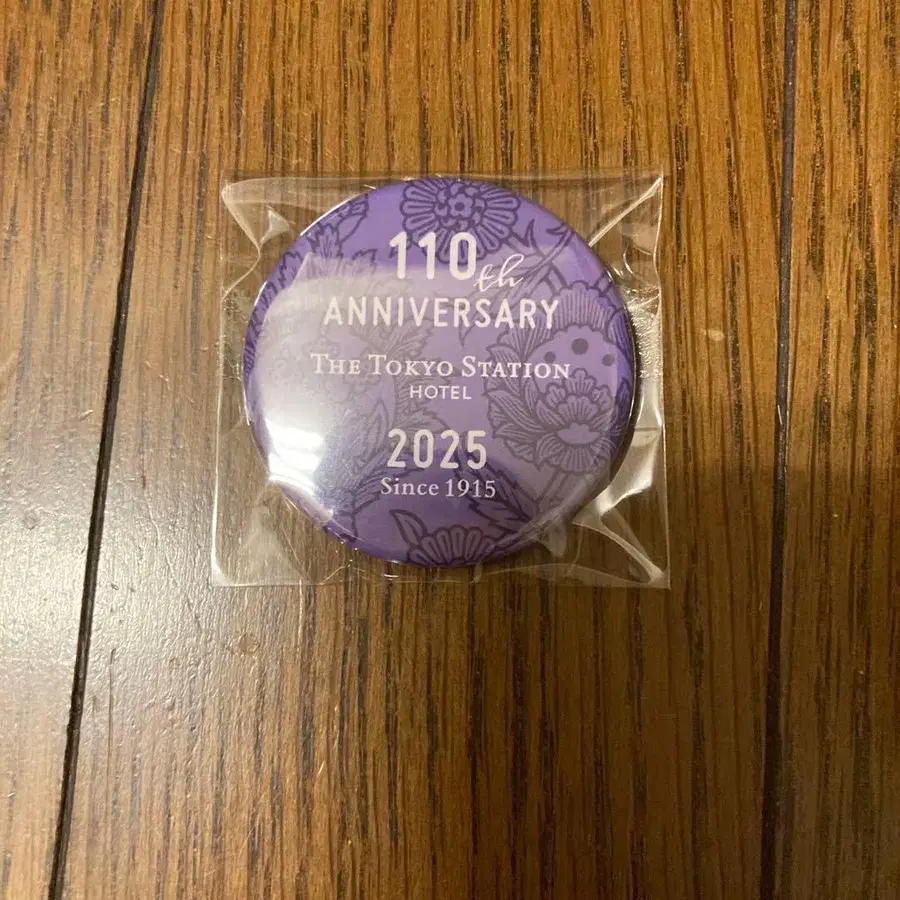 110th
ANNIVERSARY
THE TOKYO STATION
HOTEL
2025
Since 1915